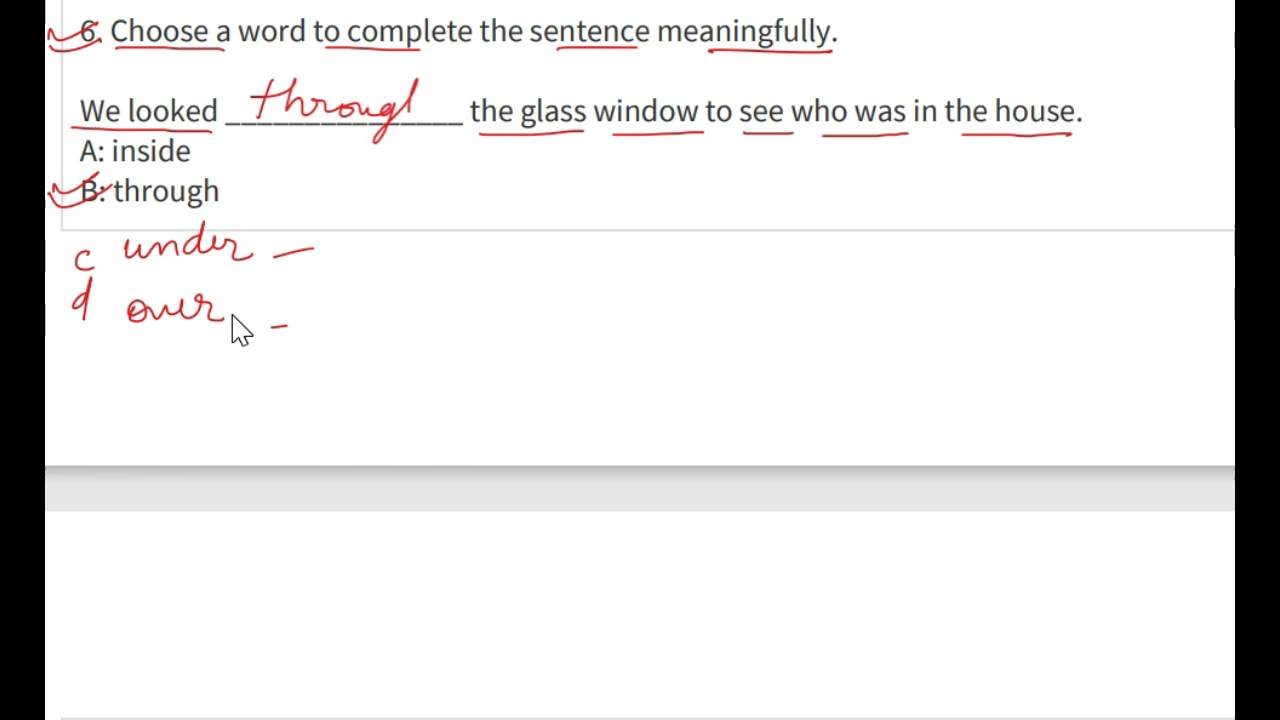 6. Choose a word to complete the sentence meaningfully.
We looked through the glass window to see who was in the house.
A: inside
B: through
c under –
d over -